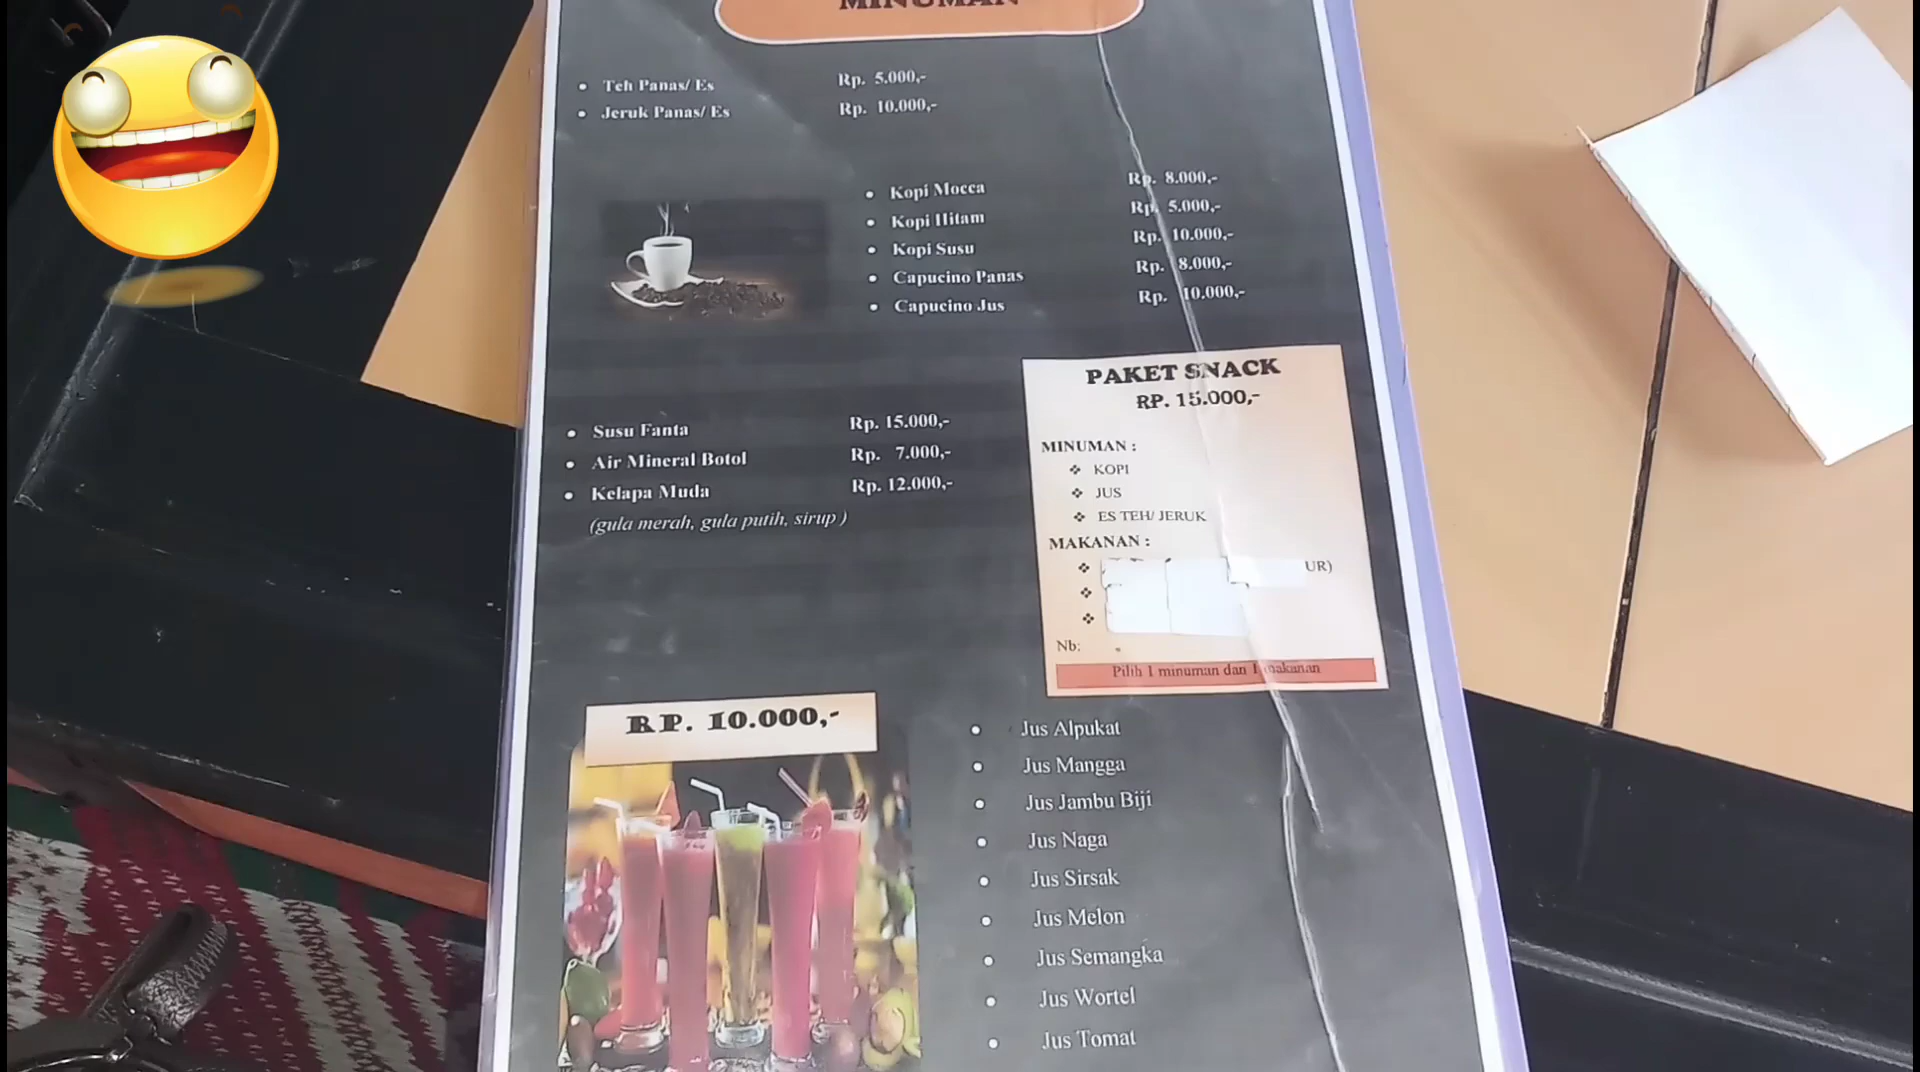 MINUMAN
Teh Panas/ Es Rp. 5.000,-
Jeruk Panas/ Es Rp. 10.000,-
Kopi Mocca Rp. 8.000,-
Kopi Hitam Rp. 5.000,-
Kopi Susu Rp. 10.000,-
Capucino Panas Rp. 8.000,-
Capucino Jus Rp. 10.000,-
Susu Fanta Rp. 15.000,-
Air Mineral Botol Rp. 7.000,-
Kelapa Muda Rp. 12.000,-
(gula merah, gula putih, sirup )
PAKET SNACK
RP. 15.000,-
MINUMAN :
KOPI
JUS
ES TEH/ JERUK
MAKANAN :
UR)
Nb:
Pilih 1 minuman dan 1 makanan
RP. 10.000,-
Jus Alpukat
Jus Mangga
Jus Jambu Biji
Jus Naga
Jus Sirsak
Jus Melon
Jus Semangka
Jus Wortel
Jus Tomat